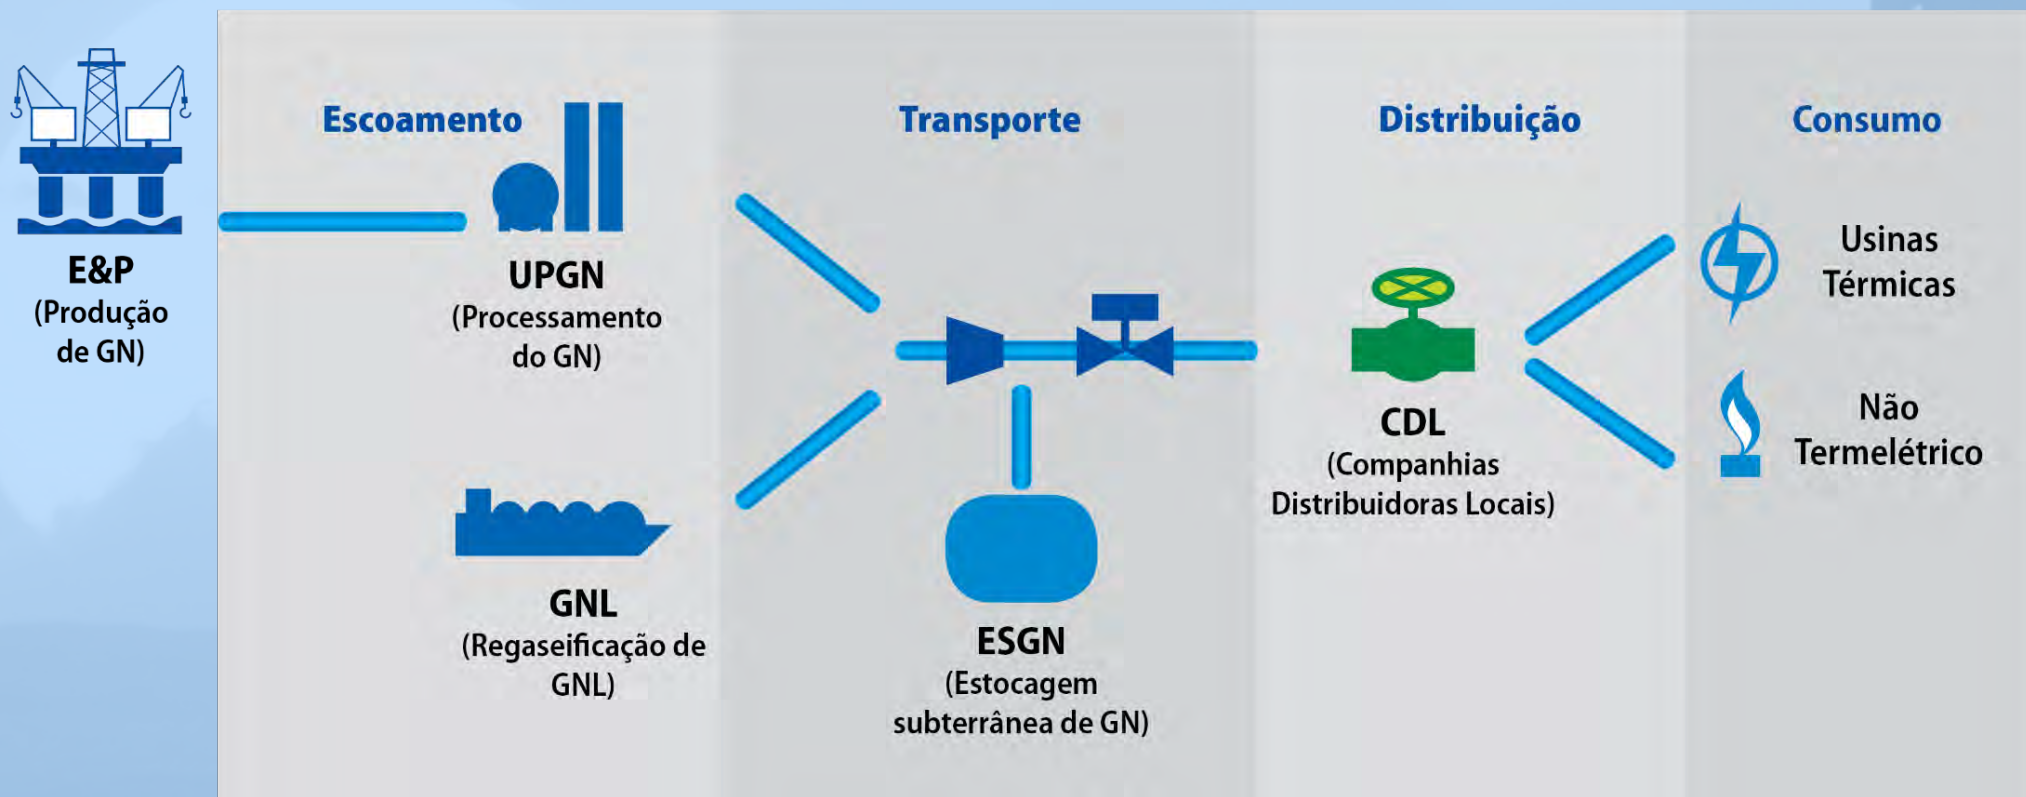 E&P
(Produção
de GN)
Escoamento
UPGN
(Processamento
do GN)
GNL
(Regaseificação de
GNL)
Transporte
ESGN
(Estocagem
subterrânea de GN)
Distribuição
CDL
(Companhias
Distribuidoras Locais)
Consumo
Usinas
Térmicas
Não
Termelétrico